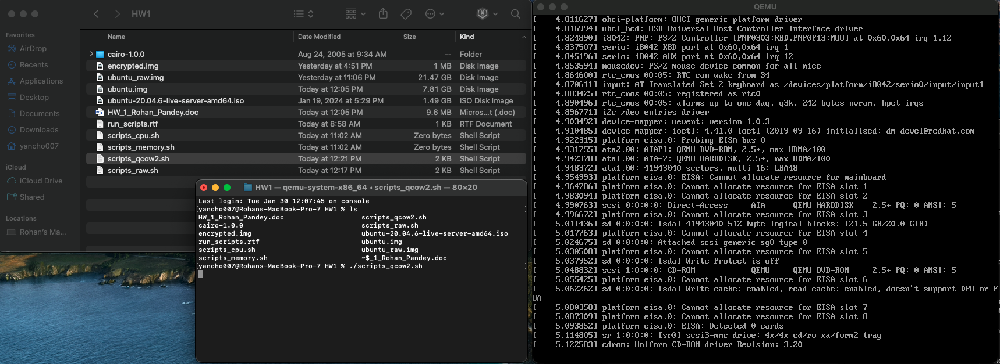 HW1
Favorites
AirDrop
Recents
Applications
Desktop
Documents
Downloads
yancho007
iCloud
iCloud Drive
Shared
Locations
Rohan's Ma...
Name Date Modified Size Kind
cairo-1.0.0 Aug 24, 2005 at 9:34 AM -- Folder
encrypted.img Yesterday at 4:51 PM 1 MB Disk Image
ubuntu_raw.img Yesterday at 11:06 PM 21.47 GB Disk Image
ubuntu.img Today at 12:05 PM 7.81 GB Disk Image
ubuntu-20.04.6-live-server-amd64.iso Jan 19, 2024 at 5:29 PM 1.49 GB ISO Disk Image
HW_1_Rohan_Pandey.doc Today at 12:05 PM 9.6 MB Micros...t (.doc)
run_scripts.rtf Today at 8:58 AM 1 KB RTF Document
scripts_cpu.sh Today at 11:02 AM Zero bytes Shell Script
scripts_memory.sh Today at 11:02 AM Zero bytes Shell Script
scripts_qcow2.sh Today at 12:21 PM 2 KB Shell Script
scripts_raw.sh Today at 12:17 PM 2 KB Shell Script
HW1 — qemu-system-x86_64 ◂ scripts_qcow2.sh — 80×20
Last login: Tue Jan 30 12:07:45 on console
[yancho007@Rohans-MacBook-Pro-7 HW1 % ls ]
HW_1_Rohan_Pandey.doc scripts_qcow2.sh
cairo-1.0.0 scripts_raw.sh
encrypted.img ubuntu-20.04.6-live-server-amd64.iso
run_scripts.rtf ubuntu.img
scripts_cpu.sh ubuntu_raw.img
scripts_memory.sh ~$_1_Rohan_Pandey.doc
[yancho007@Rohans-MacBook-Pro-7 HW1 % ./scripts_qcow2.sh ]
QEMU
[ 4.811627] ohci-platform: OHCI generic platform driver
[ 4.816994] uhci_hcd: USB Universal Host Controller Interface driver
[ 4.824890] i8042: PNP: PS/2 Controller [PNP0303:KBD,PNP0f13:MOU] at 0x60,0x64 irq 1,12
[ 4.837507] serio: i8042 KBD port at 0x60,0x64 irq 1
[ 4.845196] serio: i8042 AUX port at 0x60,0x64 irq 12
[ 4.853594] mousedev: PS/2 mouse device common for all mice
[ 4.864600] rtc_cmos 00:05: RTC can wake from S4
[ 4.870611] input: AT Translated Set 2 keyboard as /devices/platform/i8042/serio0/input/input1
[ 4.883425] rtc_cmos 00:05: registered as rtc0
[ 4.890496] rtc_cmos 00:05: alarms up to one day, y3k, 242 bytes nvram, hpet irqs
[ 4.896771] i2c /dev entries driver
[ 4.903492] device-mapper: uevent: version 1.0.3
[ 4.910485] device-mapper: ioctl: 4.41.0-ioctl (2019-09-16) initialised: dm-devel@redhat.com
[ 4.922315] platform eisa.0: Probing EISA bus 0
[ 4.931755] ata2.00: ATAPI: QEMU DVD-ROM, 2.5+, max UDMA/100
[ 4.942378] ata1.00: ATA-7: QEMU HARDDISK, 2.5+, max UDMA/100
[ 4.948372] ata1.00: 41943040 sectors, multi 16: LBA48
[ 4.954993] platform eisa.0: EISA: Cannot allocate resource for mainboard
[ 4.964786] platform eisa.0: Cannot allocate resource for EISA slot 1
[ 4.983094] platform eisa.0: Cannot allocate resource for EISA slot 2
[ 4.990763] scsi 0:0:0:0: Direct-Access ATA QEMU HARDDISK 2.5+ PQ: 0 ANSI: 5
[ 4.996672] platform eisa.0: Cannot allocate resource for EISA slot 3
[ 5.011436] sd 0:0:0:0: [sda] 41943040 512-byte logical blocks: (21.5 GB/20.0 GiB)
[ 5.017763] platform eisa.0: Cannot allocate resource for EISA slot 4
[ 5.024675] sd 0:0:0:0: Attached scsi generic sg0 type 0
[ 5.030508] platform eisa.0: Cannot allocate resource for EISA slot 5
[ 5.037952] sd 0:0:0:0: [sda] Write Protect is off
[ 5.048832] scsi 1:0:0:0: CD-ROM QEMU QEMU DVD-ROM 2.5+ PQ: 0 ANSI: 5
[ 5.055425] platform eisa.0: Cannot allocate resource for EISA slot 6
[ 5.062262] sd 0:0:0:0: [sda] Write cache: enabled, read cache: enabled, doesn't support DPO or F
UA
[ 5.080358] platform eisa.0: Cannot allocate resource for EISA slot 7
[ 5.087309] platform eisa.0: Cannot allocate resource for EISA slot 8
[ 5.093852] platform eisa.0: EISA: Detected 0 cards
[ 5.114805] sr 1:0:0:0: [sr0] scsi3-mmc drive: 4x/4x cd/rw xa/form2 tray
[ 5.122583] cdrom: Uniform CD-ROM driver Revision: 3.20